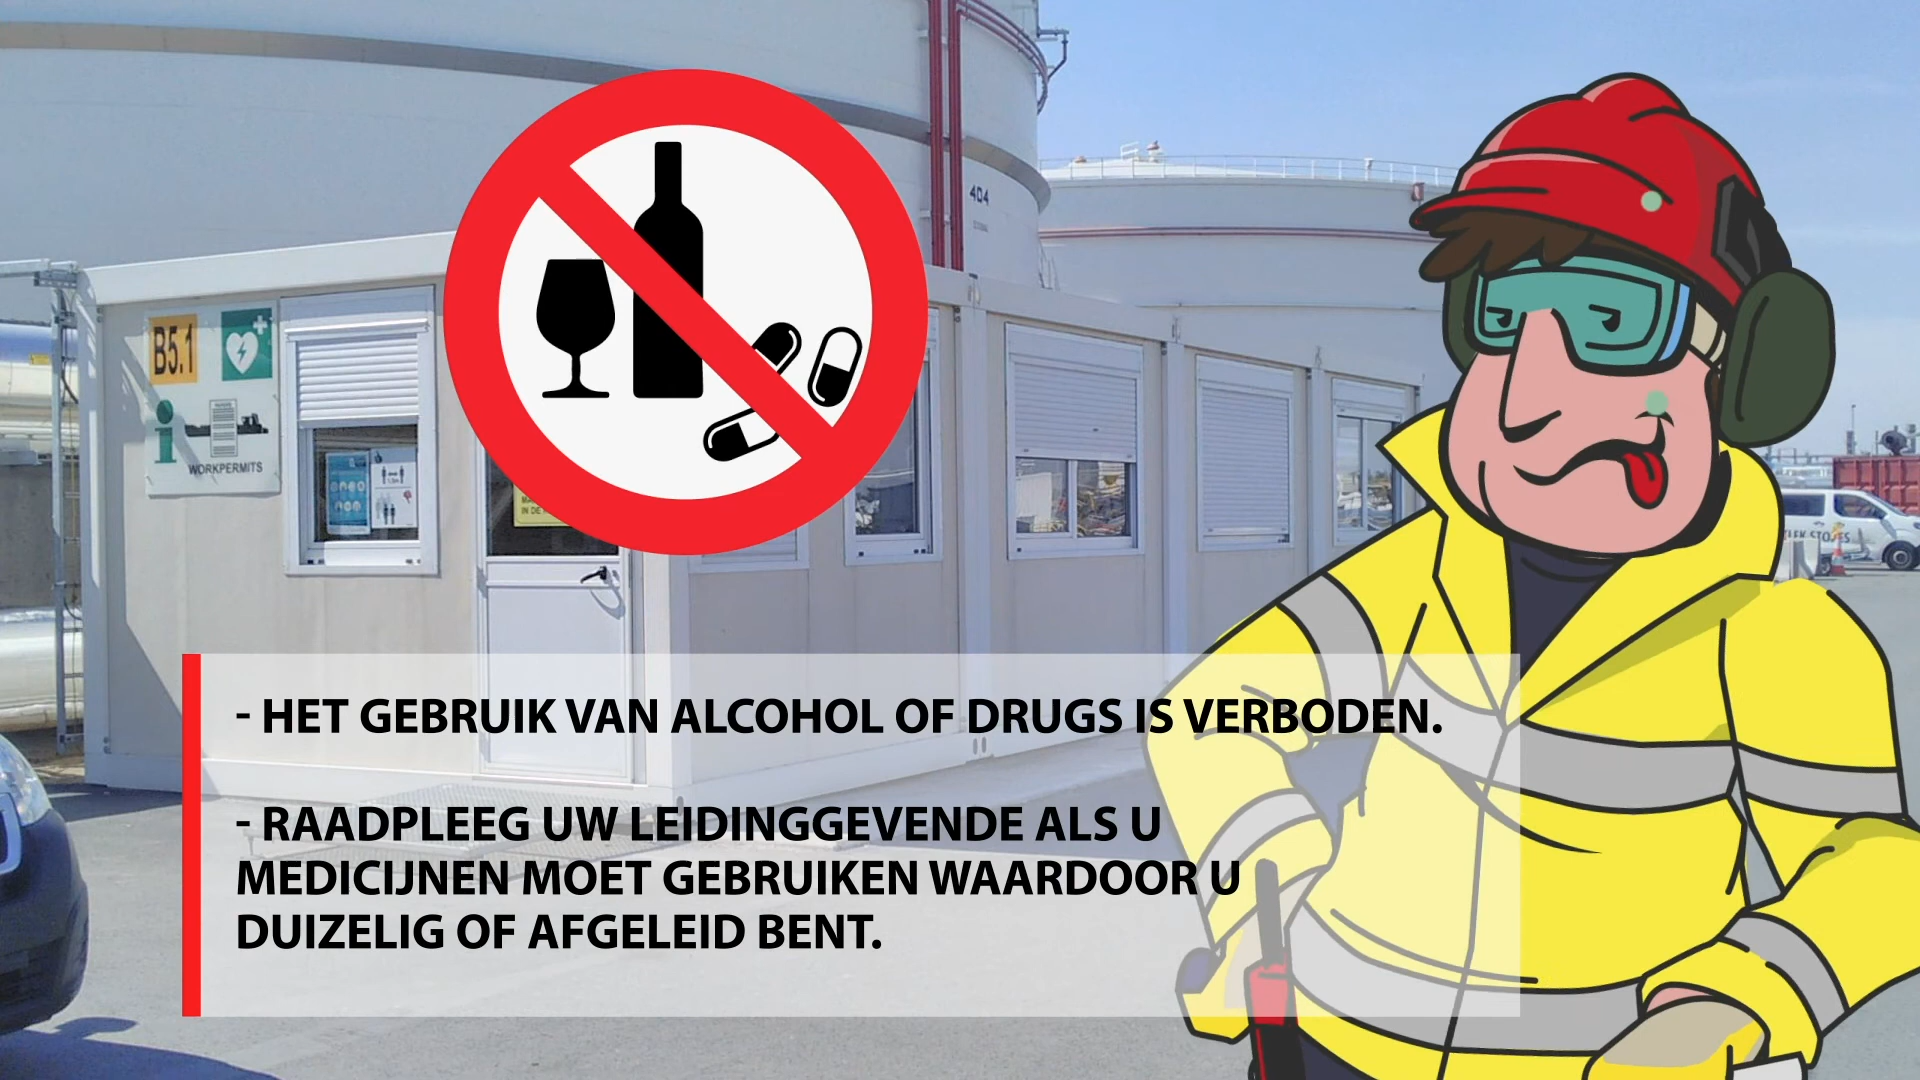 404
B5.1
WORKPERMITS
- HET GEBRUIK VAN ALCOHOL OF DRUGS IS VERBODEN.
- RAADPLEEG UW LEIDINGGEVENDE ALS U
MEDICIJNEN MOET GEBRUIKEN WAARDOOR U
DUIZELIG OF AFGELEID BENT.